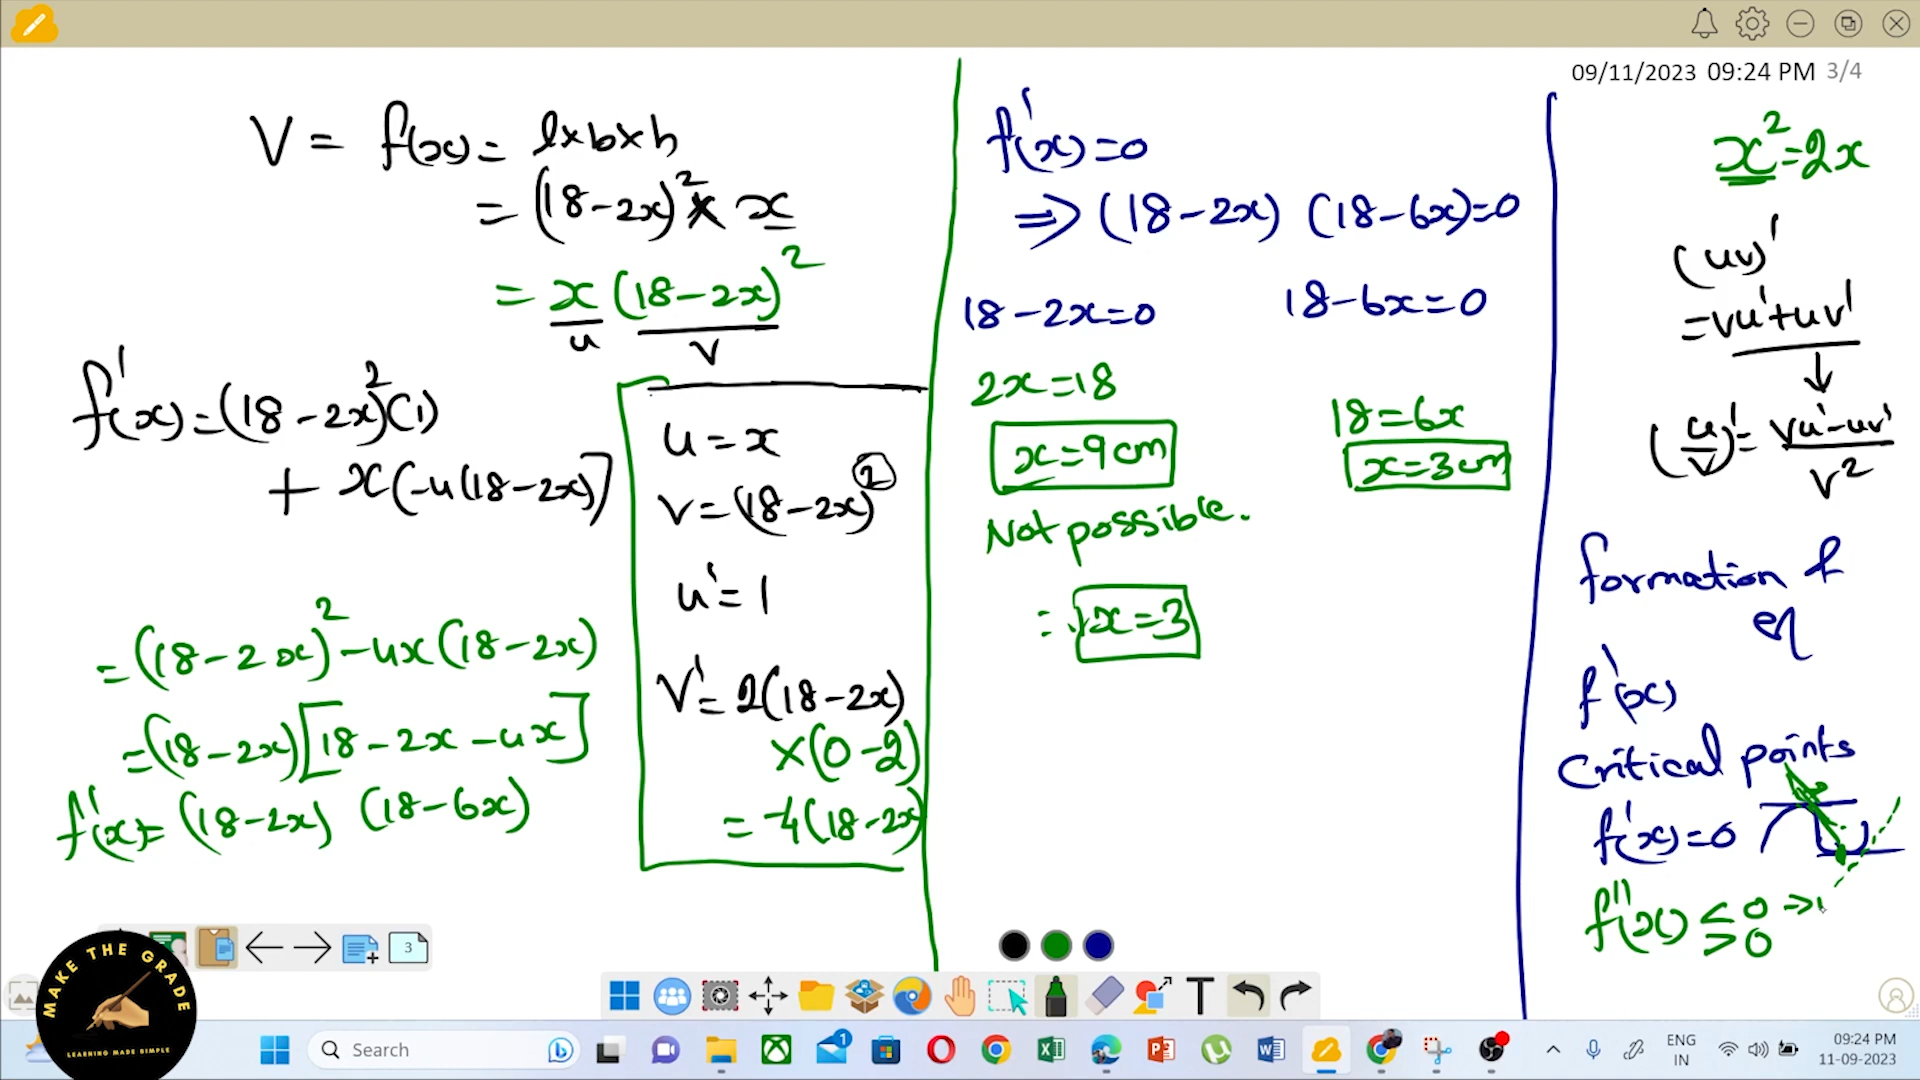 09/11/2023 09:24 PM 3/4
V = f(x) = l×b×h
= (18-2x)² × x
= x (18-2x)²
u
v
f'(x) = (18-2x)²(1)
+ x(-4(18-2x)]
= (18-2x)² - 4x(18-2x)
= (18-2x)[18-2x-4x]
f'(x) = (18-2x) (18-6x)
u = x
v = (18-2x)²
u' = 1
v' = 2(18-2x)
×(0-2)
= -4(18-2x)
f'(x)=0
⇒ (18-2x) (18-6x)=0
18-2x=0
18-6x=0
2x=18
x=9cm
Not possible.
18=6x
x=3cm
x=3
x²=2x
(uv)'
=vu'+uv'
↓
(u/v)' = vu'-uv'
v²
formation of
eq
f'(x)
Critical points
f'(x)=0
f''(x) <0 ⇒
>0
3
MAKE THE GRADE
LEARNING MADE SIMPLE
Search
1
ENG
IN
09:24 PM
11-09-2023